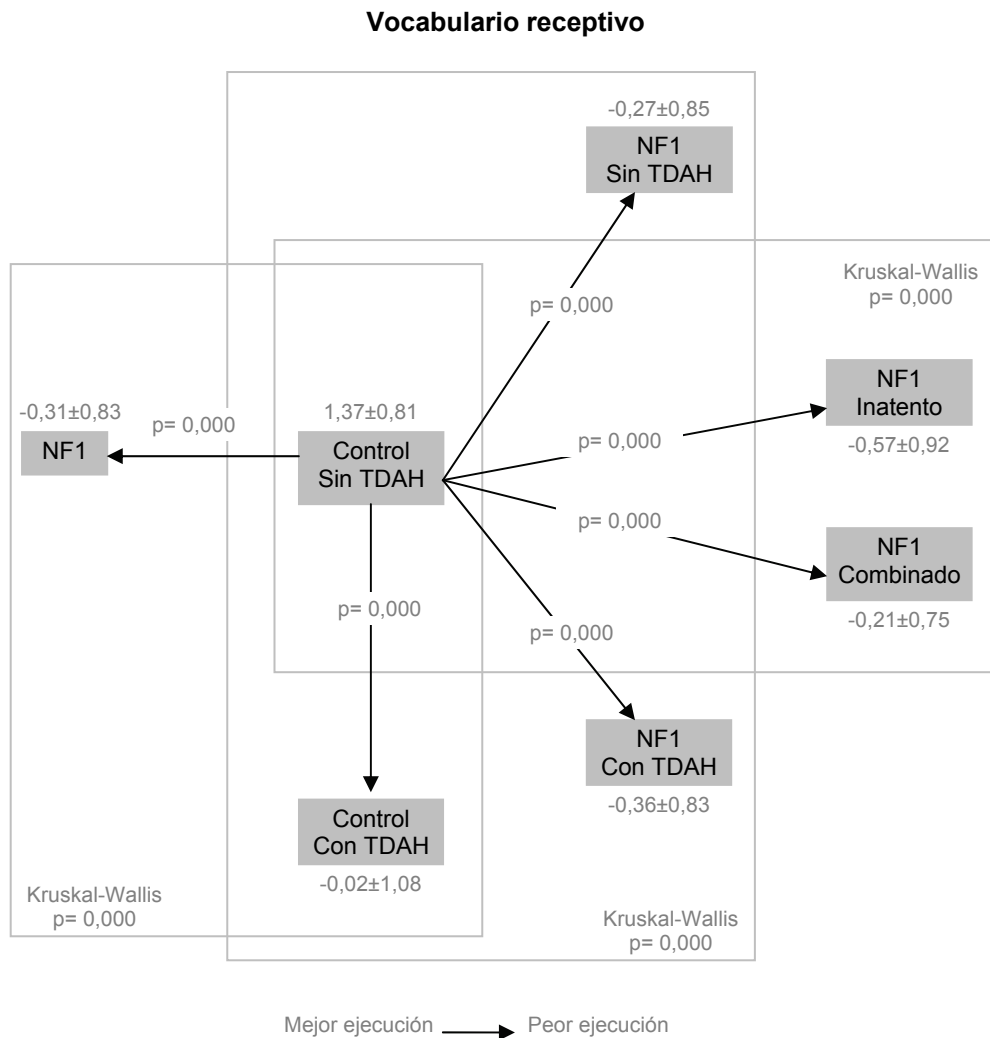 Vocabulario receptivo
-0,27±0,85
NF1
Sin TDAH
Kruskal-Wallis
p= 0,000
p= 0,000
NF1
Inatento
-0,57±0,92
-0,31±0,83
NF1
p= 0,000
1,37±0,81
Control
Sin TDAH
p= 0,000
p= 0,000
NF1
Combinado
-0,21±0,75
p= 0,000
p= 0,000
NF1
Con TDAH
-0,36±0,83
Control
Con TDAH
-0,02±1,08
Kruskal-Wallis
p= 0,000
Kruskal-Wallis
p= 0,000
Mejor ejecución Peor ejecución